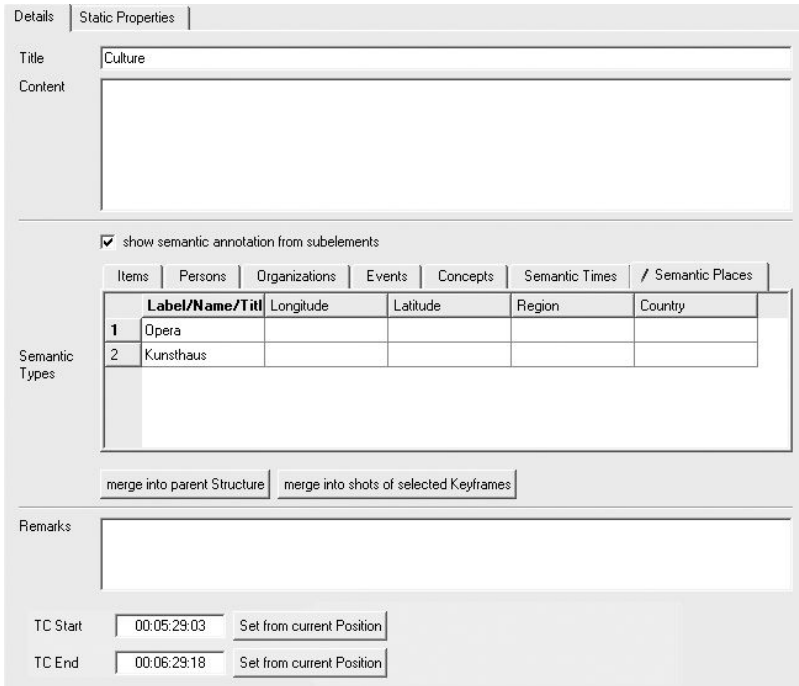 Details Static Properties
Title Culture
Content
show semantic annotation from subelements
Items Persons Organizations Events Concepts Semantic Times / Semantic Places
Label/Name/Titl Longitude Latitude Region Country
1 Opera
2 Kunsthaus
Semantic
Types
merge into parent Structure merge into shots of selected Keyframes
Remarks
TC Start 00:05:29:03 Set from current Position
TC End 00:06:29:18 Set from current Position